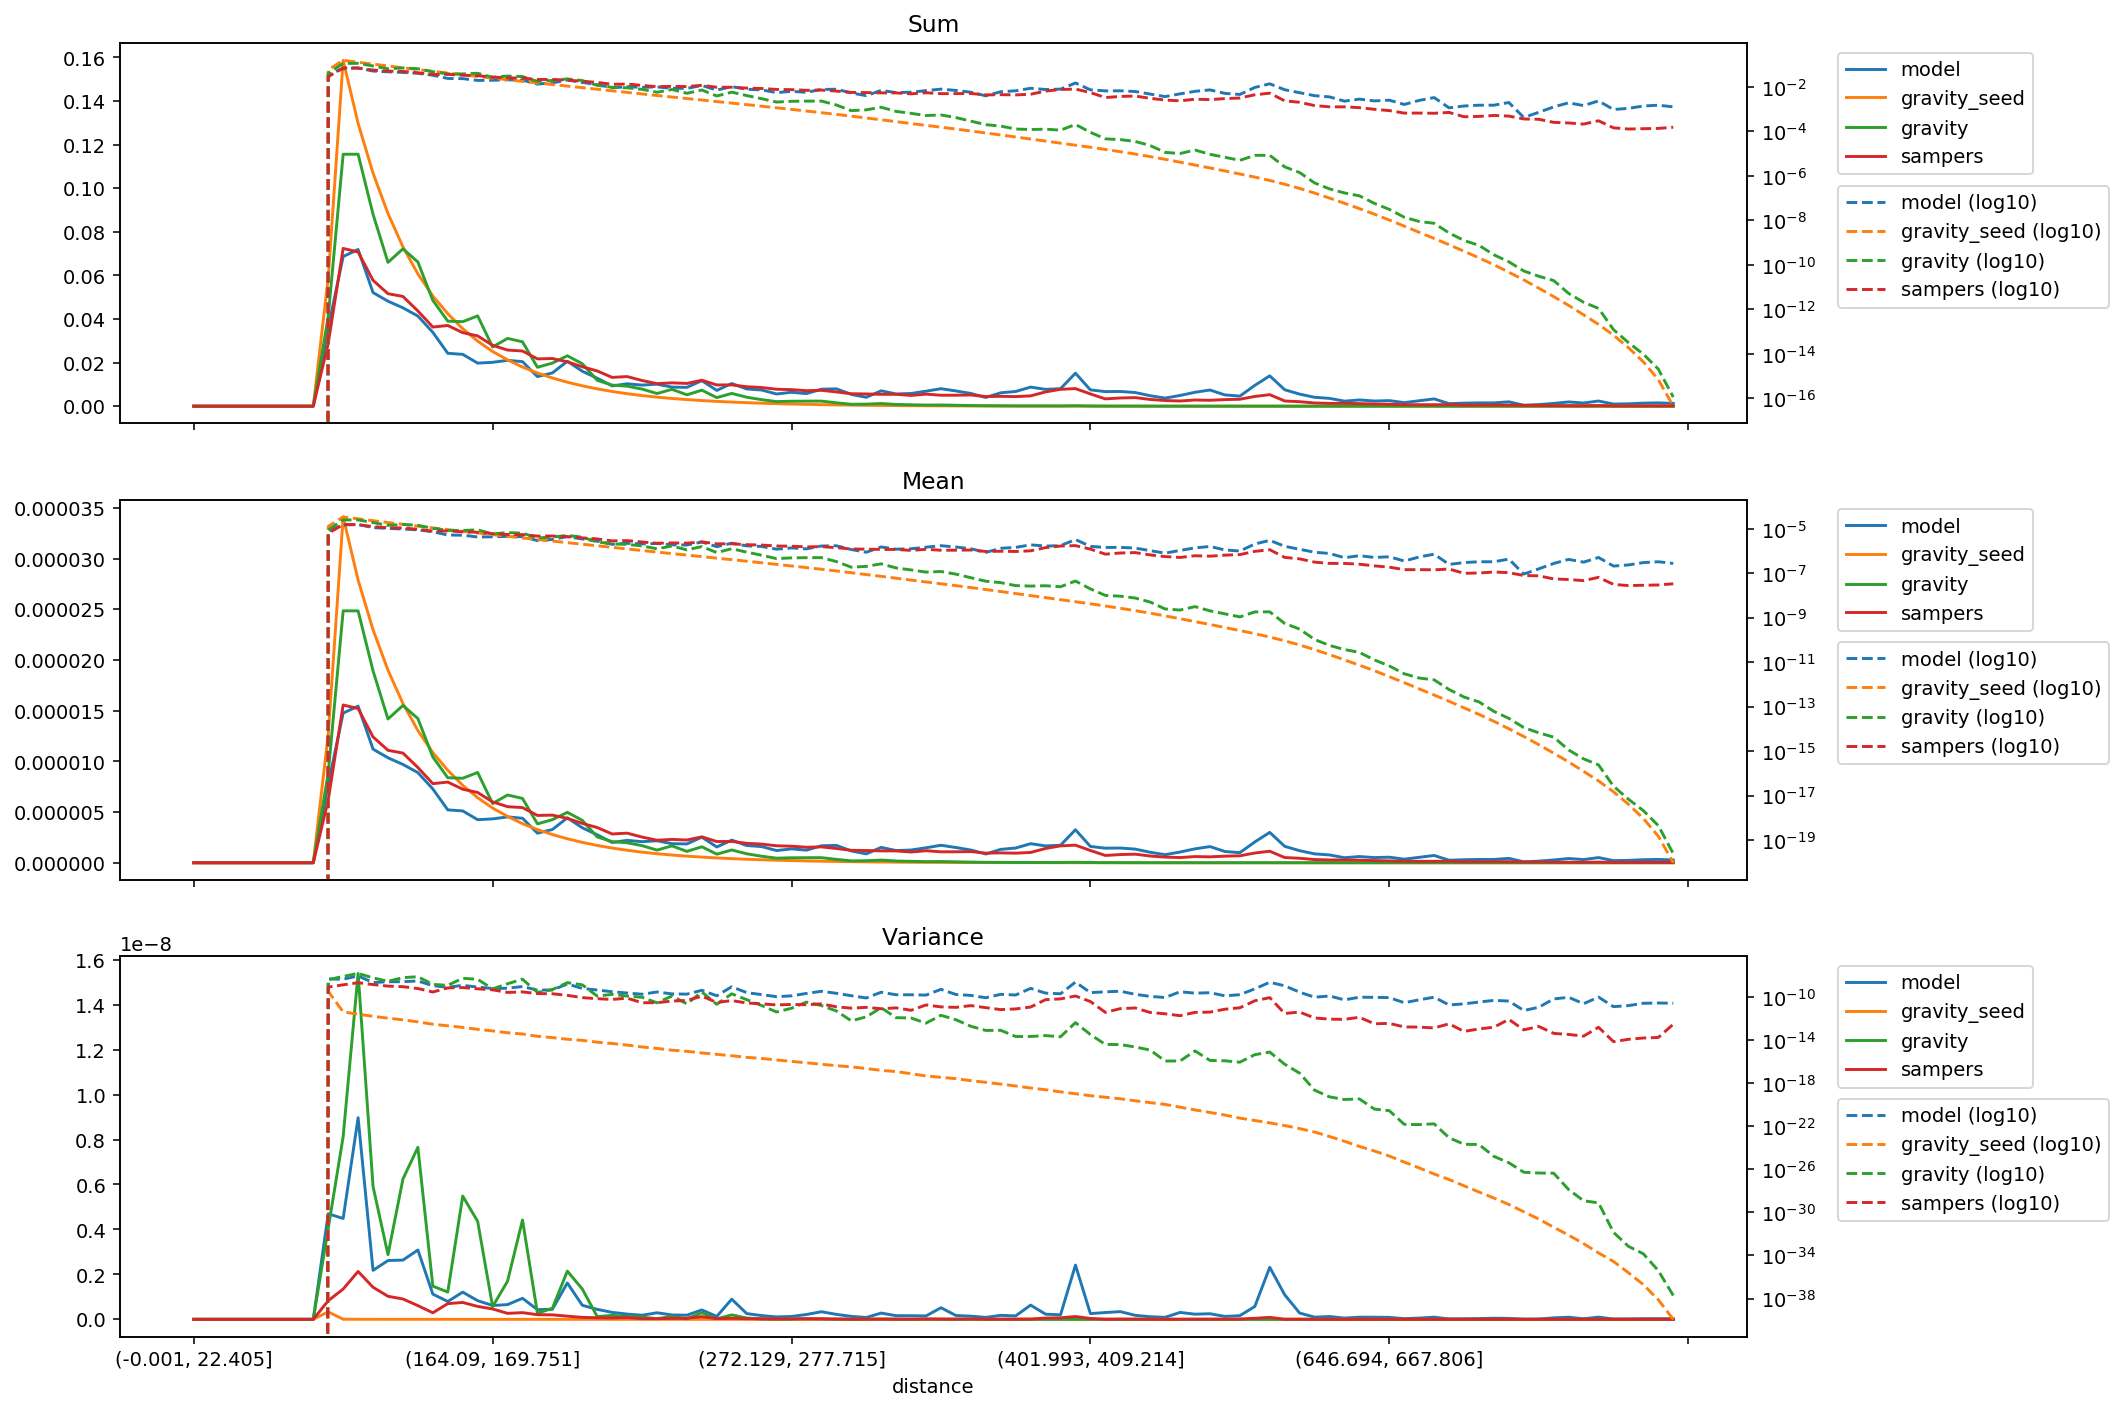 Sum
0.16
0.14
0.12
0.10
0.08
0.06
0.04
0.02
0.00
10⁻²
10⁻⁴
10⁻⁶
10⁻⁸
10⁻¹⁰
10⁻¹²
10⁻¹⁴
10⁻¹⁶
model
gravity_seed
gravity
sampers
model (log10)
gravity_seed (log10)
gravity (log10)
sampers (log10)
Mean
0.000035
0.000030
0.000025
0.000020
0.000015
0.000010
0.000005
0.000000
10⁻⁵
10⁻⁷
10⁻⁹
10⁻¹¹
10⁻¹³
10⁻¹⁵
10⁻¹⁷
10⁻¹⁹
model
gravity_seed
gravity
sampers
model (log10)
gravity_seed (log10)
gravity (log10)
sampers (log10)
Variance
1e−8
1.6
1.4
1.2
1.0
0.8
0.6
0.4
0.2
0.0
10⁻¹⁰
10⁻¹⁴
10⁻¹⁸
10⁻²²
10⁻²⁶
10⁻³⁰
10⁻³⁴
10⁻³⁸
model
gravity_seed
gravity
sampers
model (log10)
gravity_seed (log10)
gravity (log10)
sampers (log10)
(-0.001, 22.405] (164.09, 169.751] (272.129, 277.715] (401.993, 409.214] (646.694, 667.806]
distance